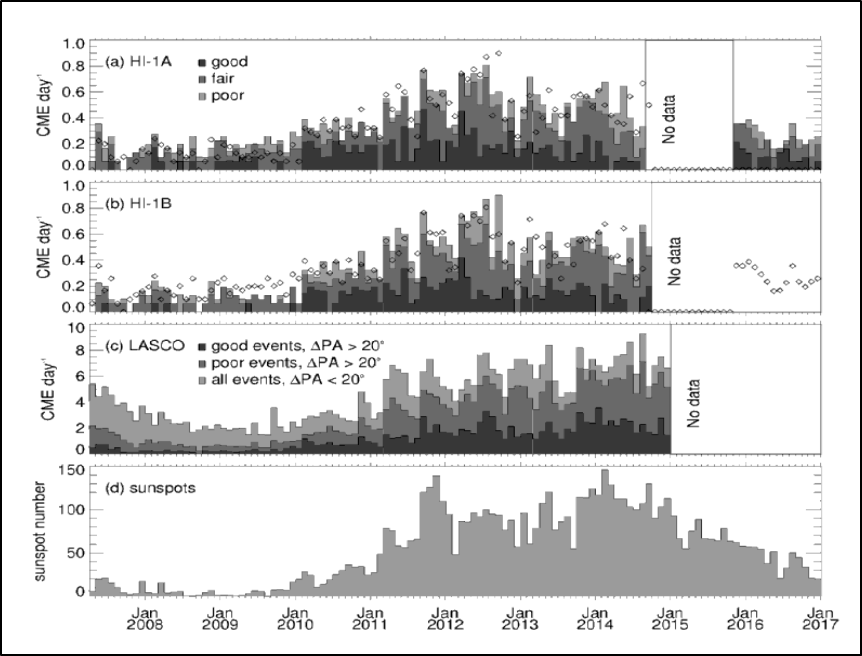 (a) HI-1A
good
fair
poor
CME day⁻¹
1.0
0.8
0.6
0.4
0.2
0.0
No data
(b) HI-1B
CME day⁻¹
1.0
0.8
0.6
0.4
0.2
0.0
No data
(c) LASCO
good events, ΔPA > 20°
poor events, ΔPA > 20°
all events, ΔPA < 20°
CME day⁻¹
10
8
6
4
2
0
No data
(d) sunspots
sunspot number
150
100
50
0
Jan 2008
Jan 2009
Jan 2010
Jan 2011
Jan 2012
Jan 2013
Jan 2014
Jan 2015
Jan 2016
Jan 2017